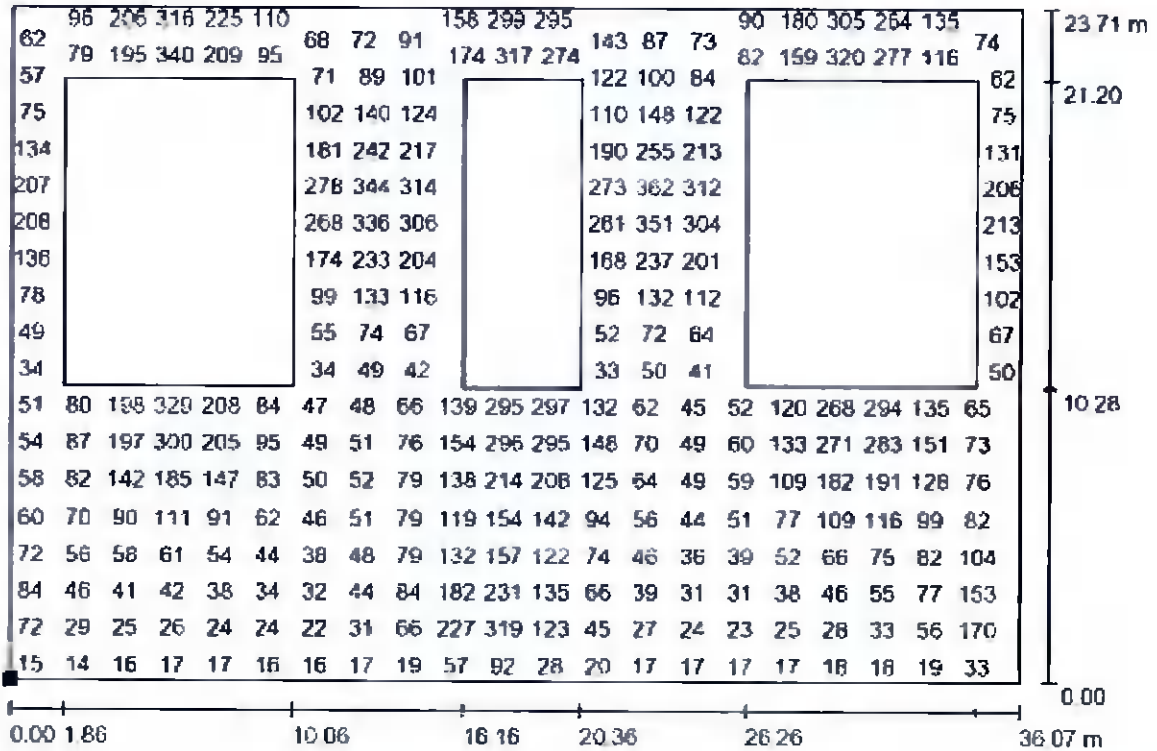 96 206 316 225 110 158 299 295 90 180 305 264 135 23.71 m
62 68 72 91 143 87 73 74
79 195 340 209 95 174 317 274 82 159 320 277 116
57 71 89 101 122 100 84 62
21.20
75 102 140 124 110 148 122 75
134 181 242 217 190 255 213 131
207 278 344 314 273 362 312 206
208 268 336 306 261 351 304 213
136 174 233 204 168 237 201 153
78 99 133 116 96 132 112 102
49 55 74 67 52 72 64 67
34 34 49 42 33 50 41 50
51 80 198 329 208 84 47 48 66 139 295 297 132 62 45 52 120 268 294 135 65 10.28
54 87 197 300 205 95 49 51 76 154 296 295 148 70 49 60 133 271 283 151 73
58 82 142 185 147 83 50 52 79 138 214 208 125 64 49 59 109 182 191 128 76
60 70 90 111 91 62 46 51 79 119 154 142 94 56 44 51 77 109 116 99 82
72 56 58 61 54 44 38 48 79 132 157 122 74 46 36 39 52 66 75 82 104
84 46 41 42 38 34 32 44 84 182 231 135 66 39 31 31 38 46 55 77 153
72 29 25 26 24 24 22 31 66 227 319 123 45 27 24 23 25 28 33 56 170
15 14 16 17 17 16 16 17 19 57 92 28 20 17 17 17 17 18 18 19 33
0.00
0.00 1.86 10.06 16.16 20.36 26.26 36.07 m